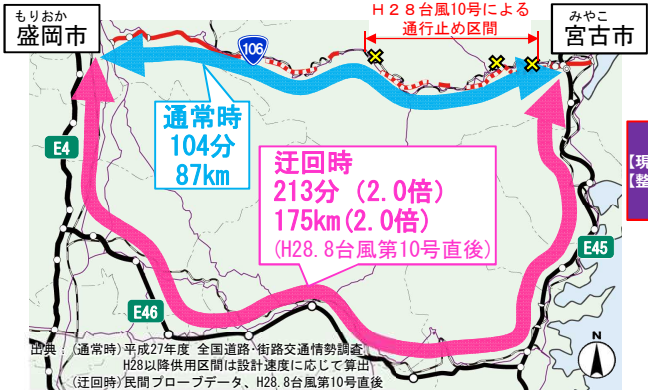 もりおか
盛岡市
106
H28台風10号による
通行止め区間
みやこ
宮古市
通常時
104分
87km
迂回時
213分（2.0倍）
175km(2.0倍)
(H28.8台風第10号直後)
E4
E46
E45
【現
【整
N
出典：(通常時)平成27年度 全国道路・街路交通情勢調査
H28以降供用区間は設計速度に応じて算出
(迂回時)民間プローブデータ、H28.8台風第10号直後